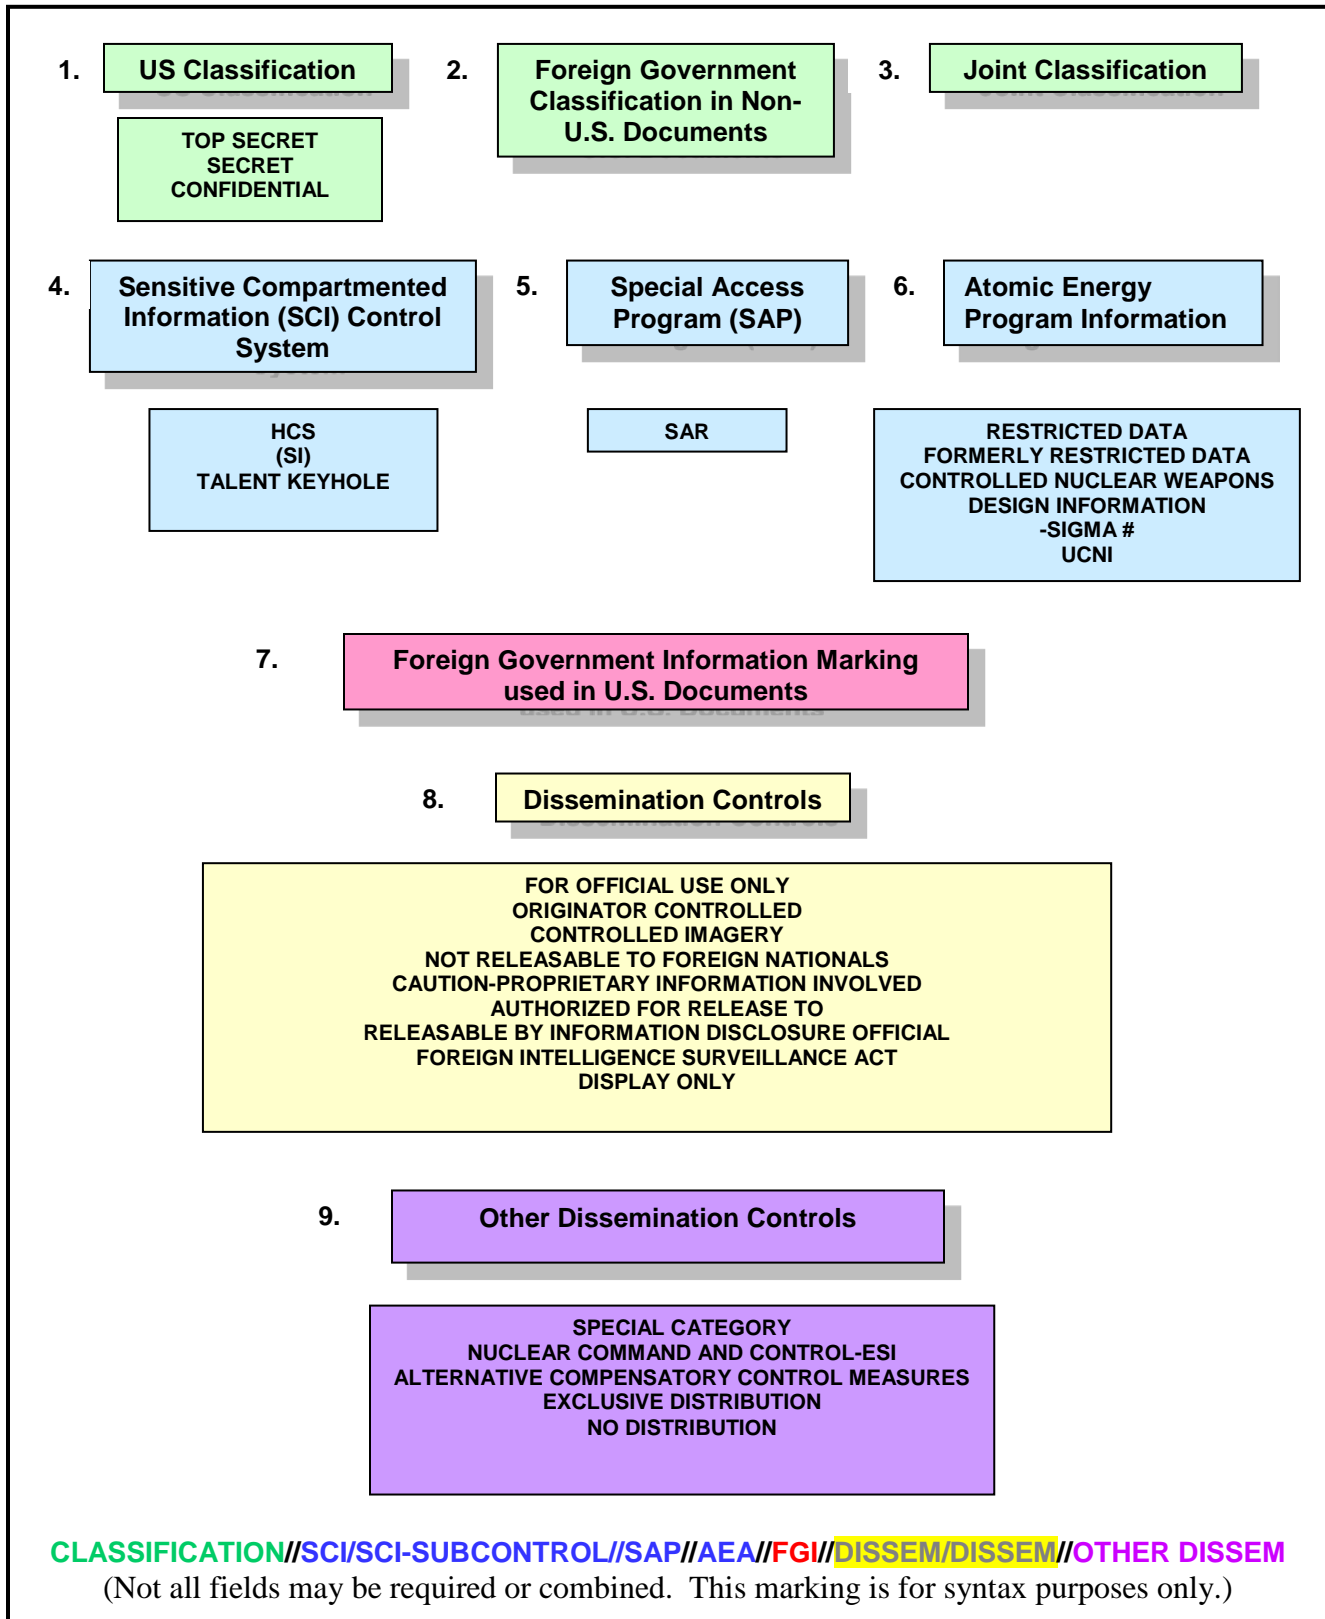 1. US Classification
TOP SECRET
SECRET
CONFIDENTIAL
2. Foreign Government
Classification in Non-
U.S. Documents
3. Joint Classification
4. Sensitive Compartmented
Information (SCI) Control
System
HCS
(SI)
TALENT KEYHOLE
5. Special Access
Program (SAP)
SAR
6. Atomic Energy
Program Information
RESTRICTED DATA
FORMERLY RESTRICTED DATA
CONTROLLED NUCLEAR WEAPONS
DESIGN INFORMATION
-SIGMA #
UCNI
7. Foreign Government Information Marking
used in U.S. Documents
8. Dissemination Controls
FOR OFFICIAL USE ONLY
ORIGINATOR CONTROLLED
CONTROLLED IMAGERY
NOT RELEASABLE TO FOREIGN NATIONALS
CAUTION-PROPRIETARY INFORMATION INVOLVED
AUTHORIZED FOR RELEASE TO
RELEASABLE BY INFORMATION DISCLOSURE OFFICIAL
FOREIGN INTELLIGENCE SURVEILLANCE ACT
DISPLAY ONLY
9. Other Dissemination Controls
SPECIAL CATEGORY
NUCLEAR COMMAND AND CONTROL-ESI
ALTERNATIVE COMPENSATORY CONTROL MEASURES
EXCLUSIVE DISTRIBUTION
NO DISTRIBUTION
CLASSIFICATION//SCI/SCI-SUBCONTROL//SAP//AEA//FGI//DISSEM/DISSEM//OTHER DISSEM
(Not all fields may be required or combined.  This marking is for syntax purposes only.)